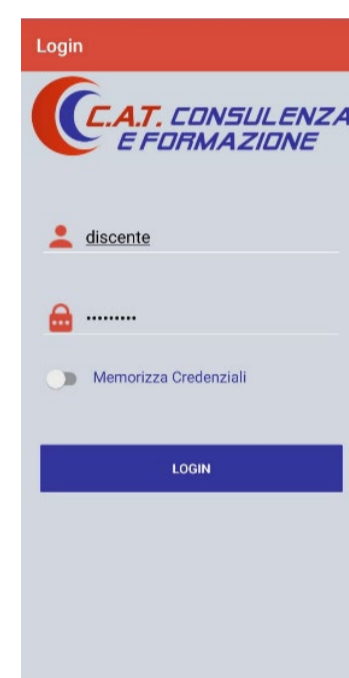 Login
C.A.T. CONSULENZA
E FORMAZIONE
discente
•••••••••
Memorizza Credenziali
LOGIN